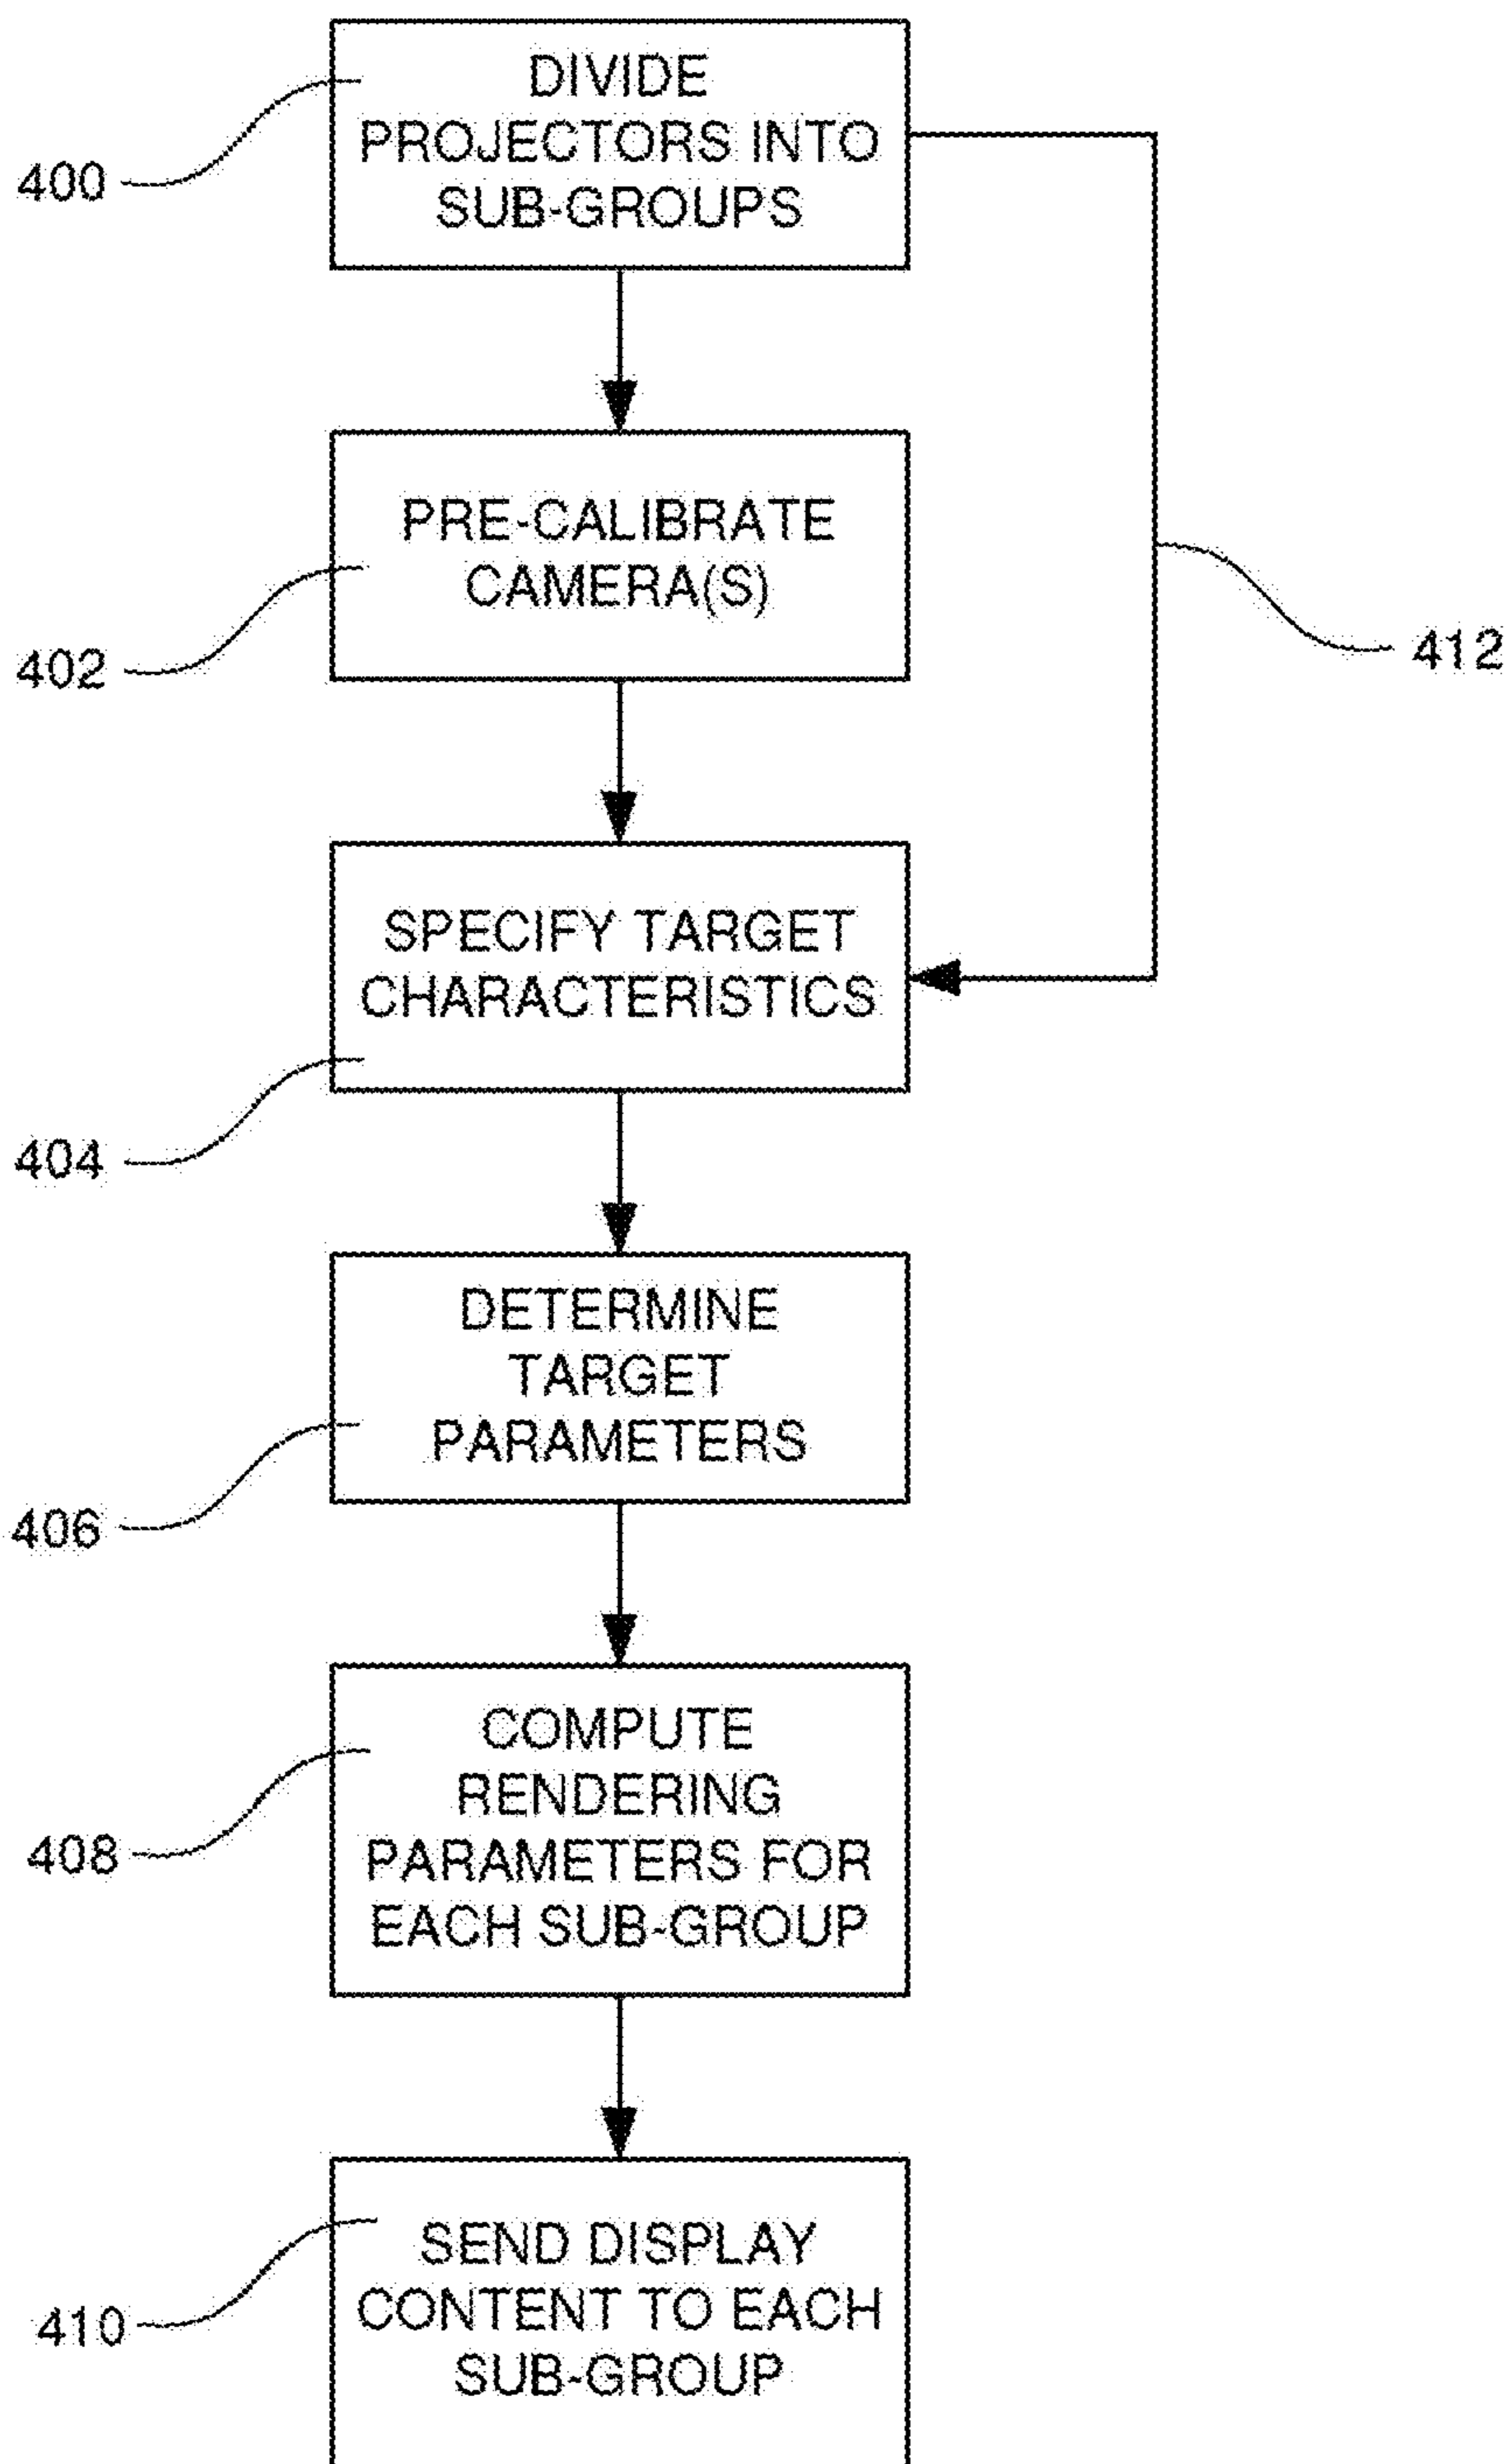 DIVIDE
PROJECTORS INTO
SUB-GROUPS
400
PRE-CALIBRATE
CAMERA(S)
402
412
SPECIFY TARGET
CHARACTERISTICS
404
DETERMINE
TARGET
PARAMETERS
406
COMPUTE
RENDERING
PARAMETERS FOR
EACH SUB-GROUP
408
SEND DISPLAY
CONTENT TO EACH
SUB-GROUP
410